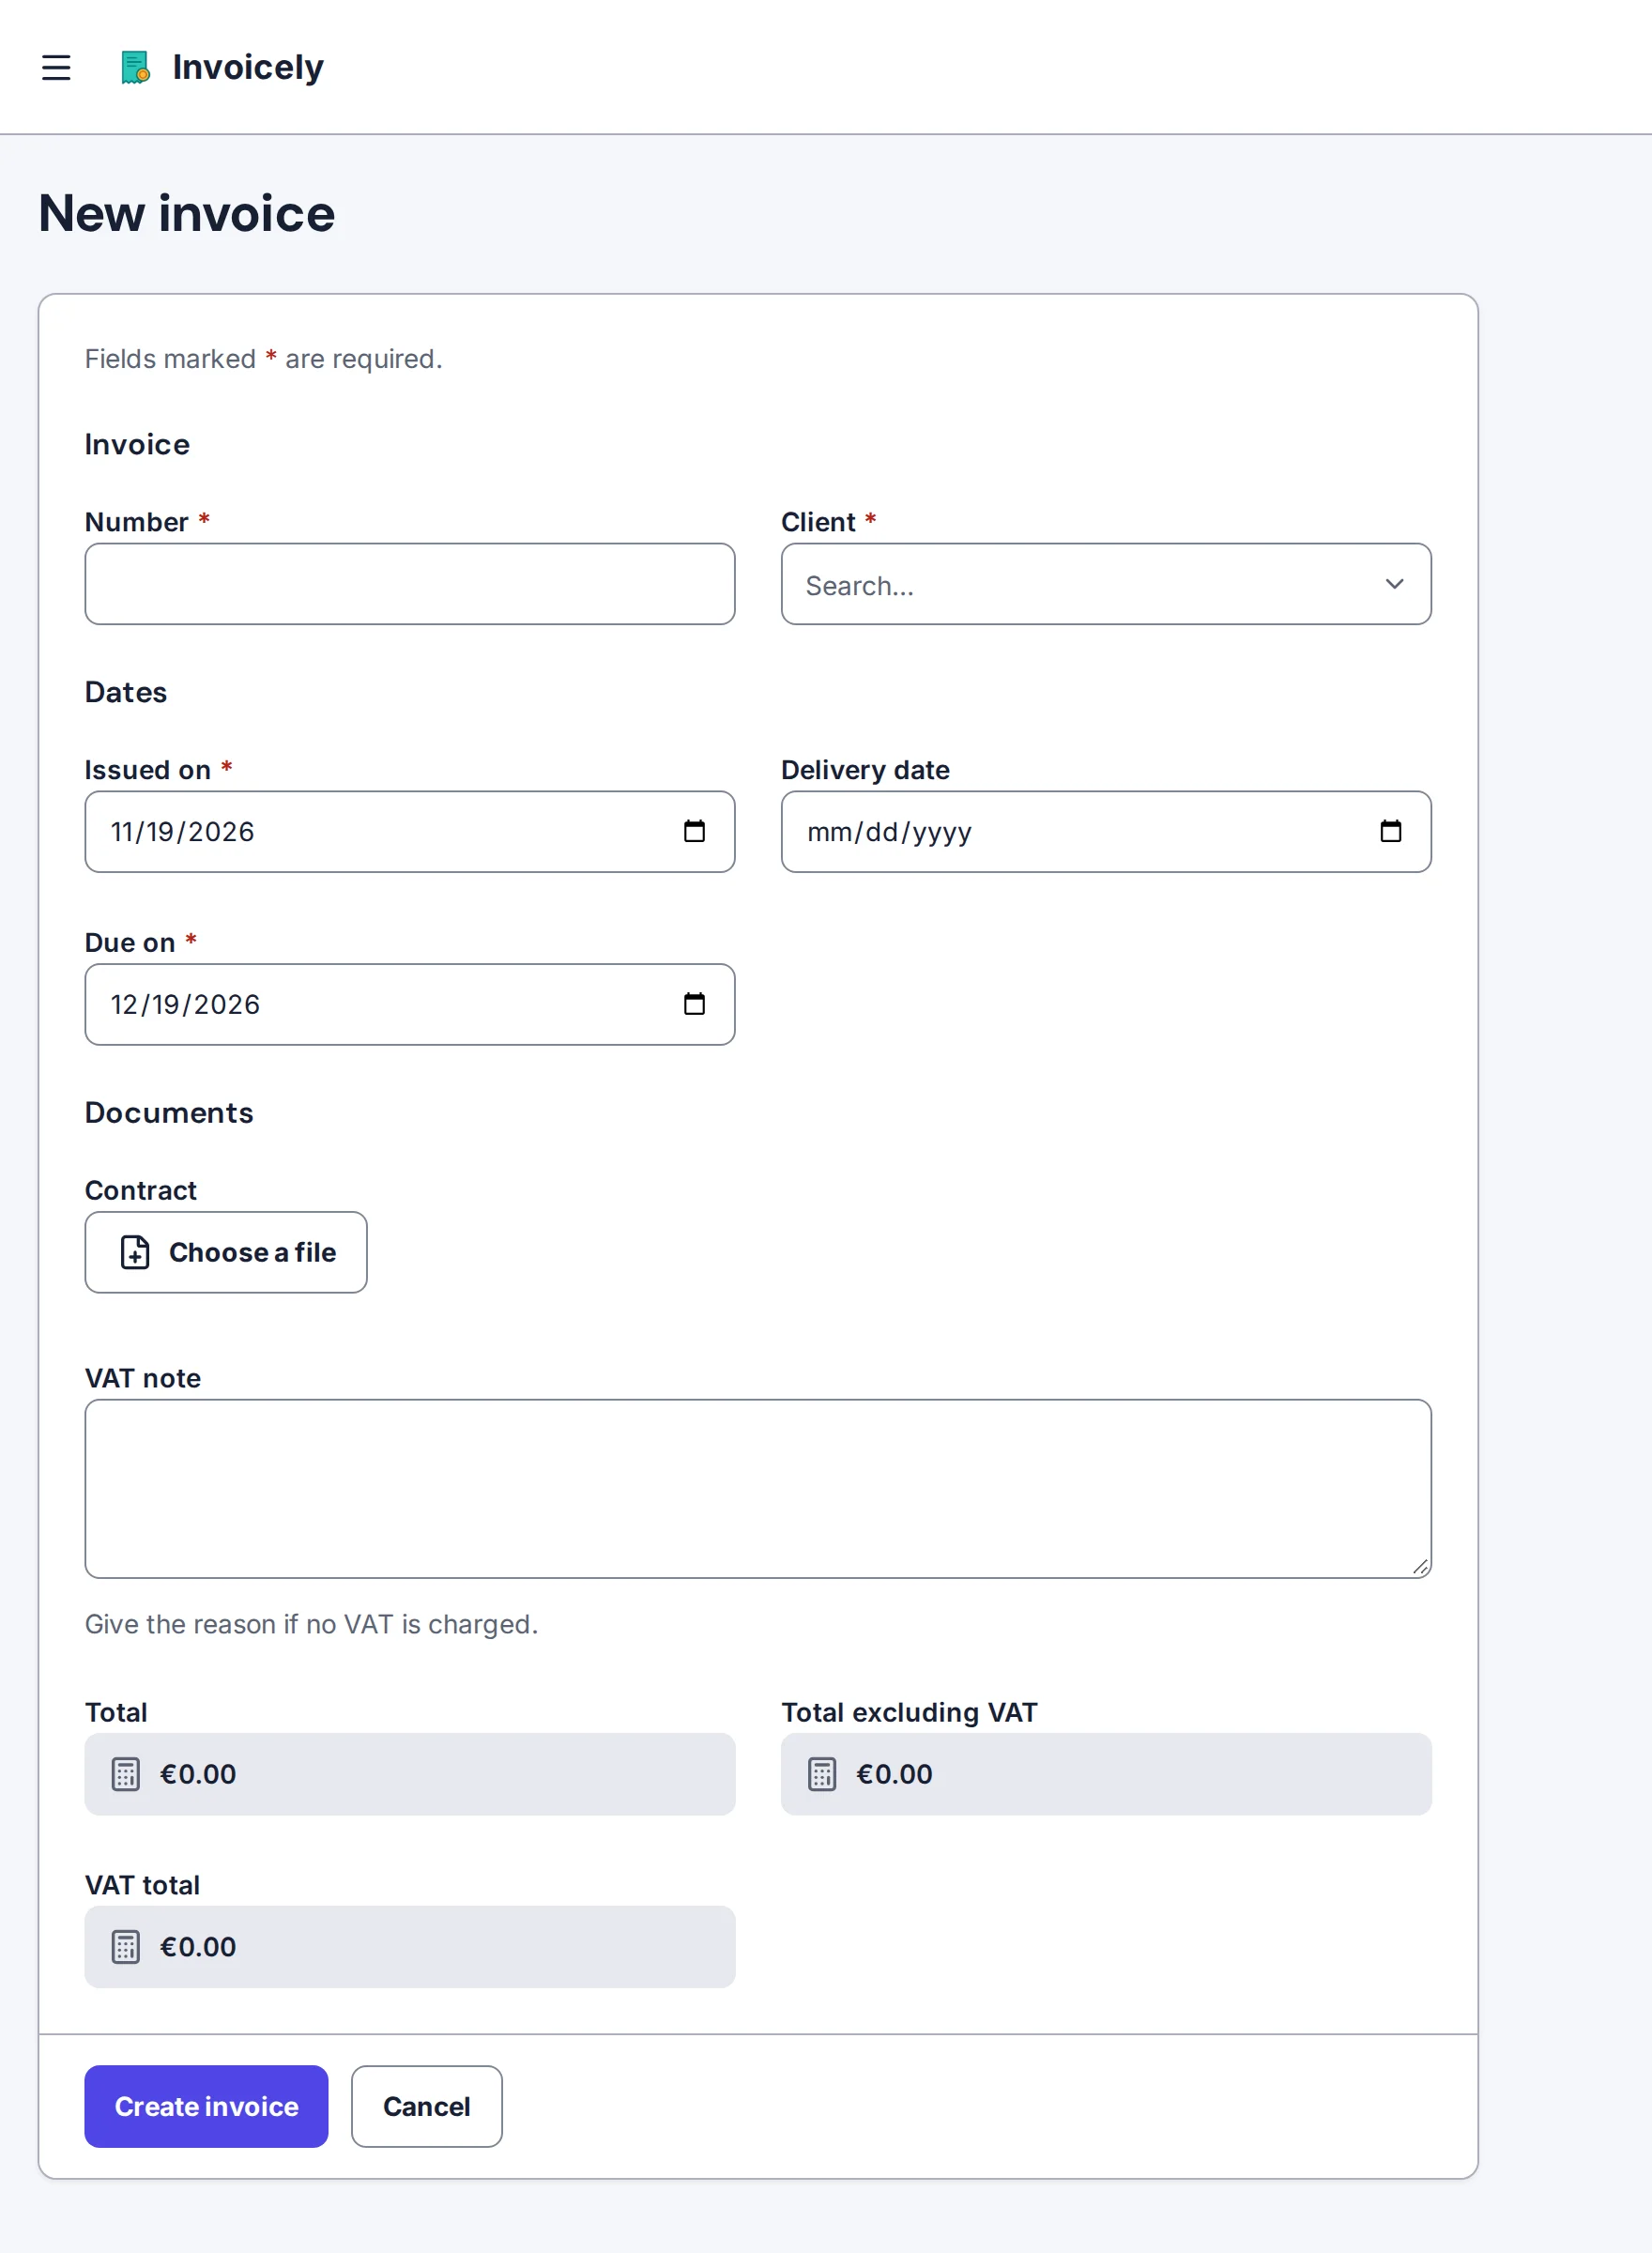 Invoicely
New invoice
Fields marked * are required.
Invoice
Number *
Client *
Search...
Dates
Issued on *
Delivery date
11/19/2026
mm/dd/yyyy
Due on *
12/19/2026
Documents
Contract
Choose a file
VAT note
Give the reason if no VAT is charged.
Total
Total excluding VAT
€0.00
€0.00
VAT total
€0.00
Create invoice
Cancel